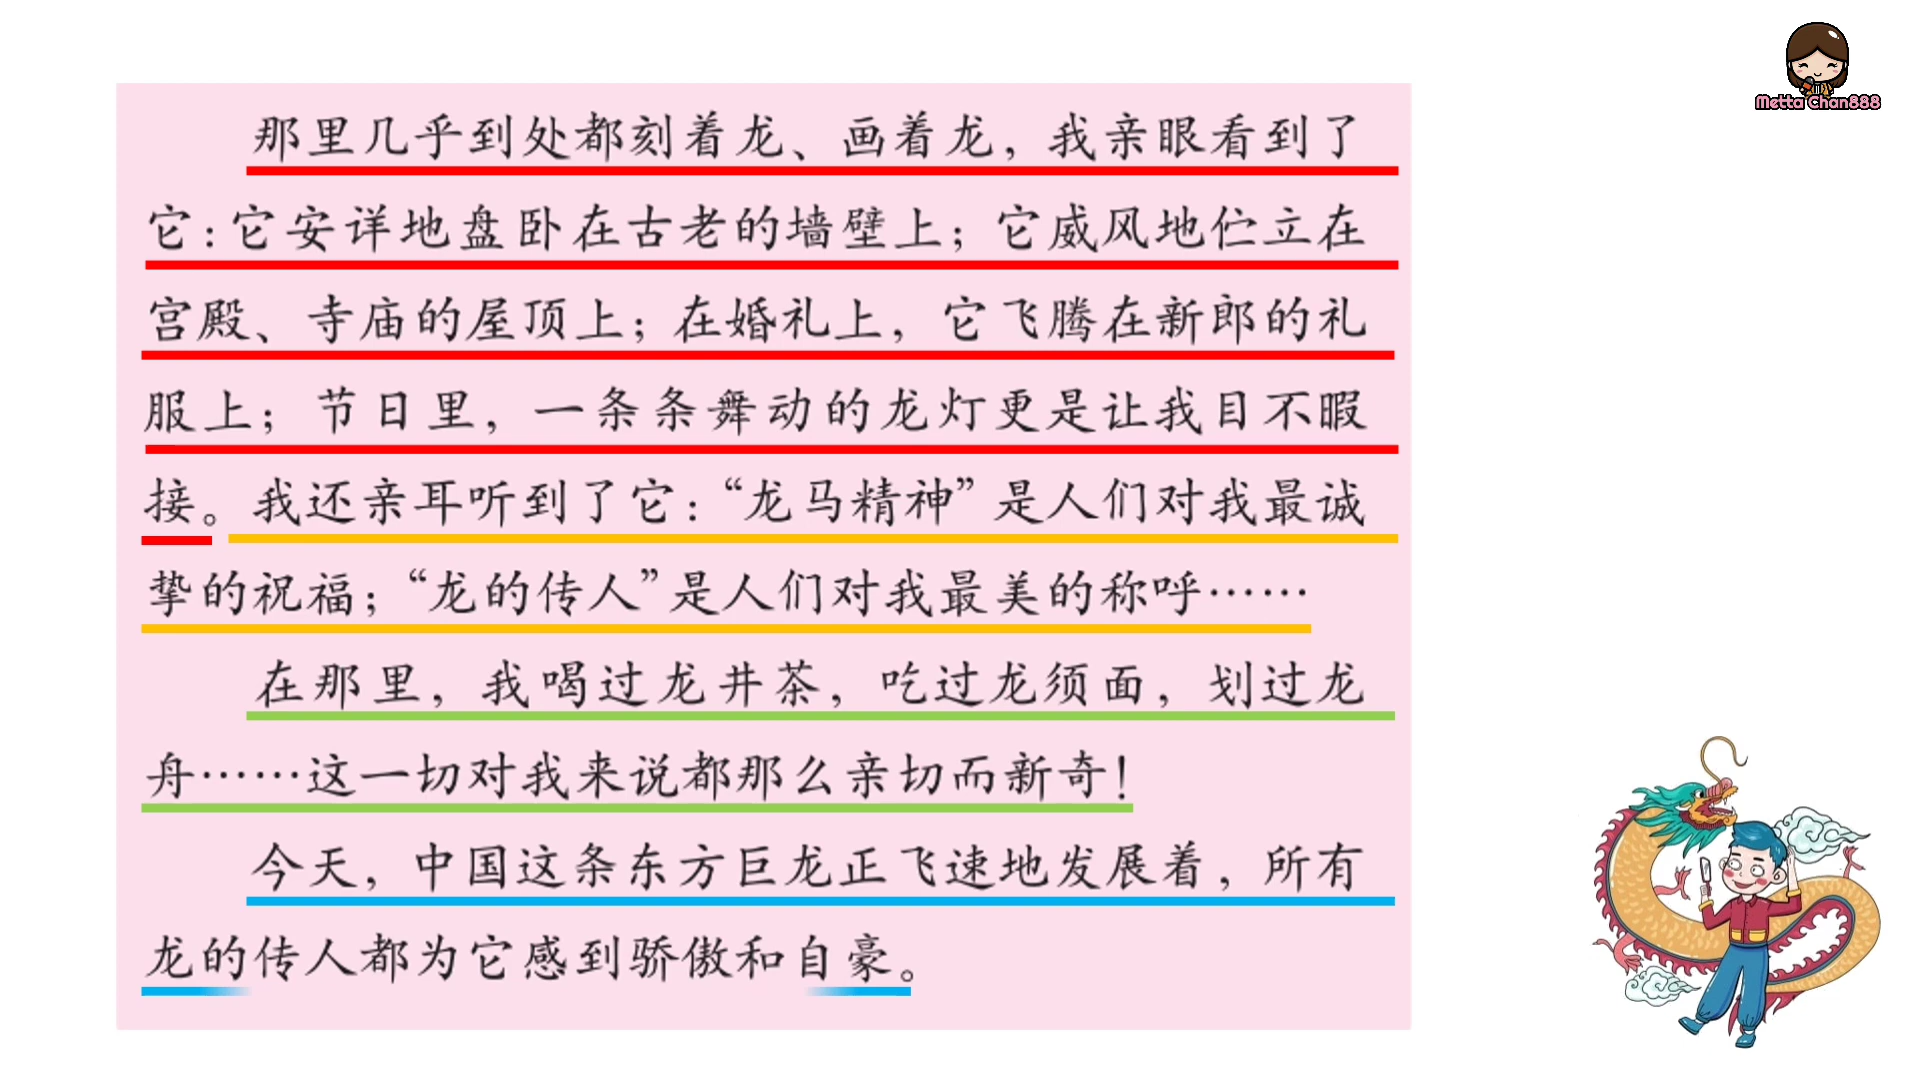 Metta Chan888
那里几乎到处都刻着龙、画着龙，我亲眼看到了
它：它安详地盘卧在古老的墙壁上；它威风地伫立在
宫殿、寺庙的屋顶上；在婚礼上，它飞腾在新郎的礼
服上；节日里，一条条舞动的龙灯更是让我目不暇
接。我还亲耳听到了它：“龙马精神”是人们对我最诚
挚的祝福；“龙的传人”是人们对我最美的称呼……
在那里，我喝过龙井茶，吃过龙须面，划过龙
舟……这一切对我来说都那么亲切而新奇！
今天，中国这条东方巨龙正飞速地发展着，所有
龙的传人都为它感到骄傲和自豪。